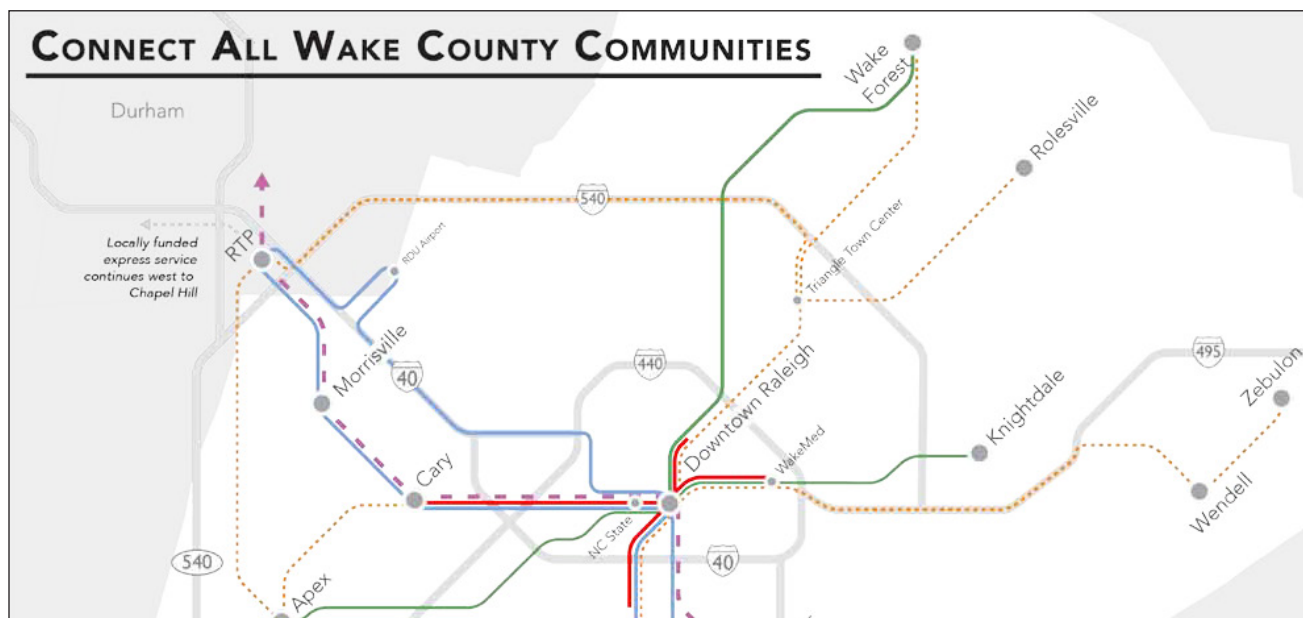 CONNECT ALL WAKE COUNTY COMMUNITIES
Durham
Wake
Forest
Rolesville
540
Locally funded
express service
continues west to
Chapel Hill
RTP
RDU Airport
Triangle Town Center
Morrisville
40
440
495
Downtown Raleigh
Knightdale
Zebulon
Cary
WakeMed
NC State
Wendell
540
40
Apex